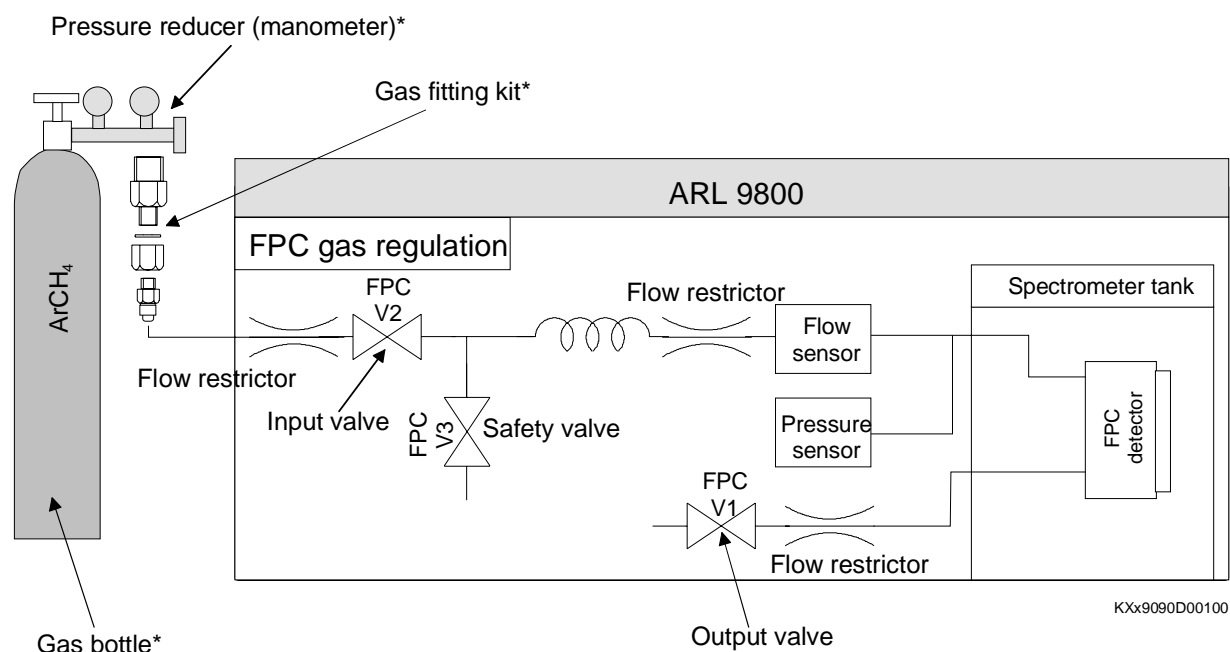 Pressure reducer (manometer)*
Gas fitting kit*
ARL 9800
FPC gas regulation
ArCH₄
FPC
V2
Flow restrictor
Spectrometer tank
Flow
sensor
Flow restrictor
Input valve
FPC
V3
Safety valve
Pressure
sensor
FPC
detector
FPC
V1
Flow restrictor
KXx9090D00100
Gas bottle*
Output valve